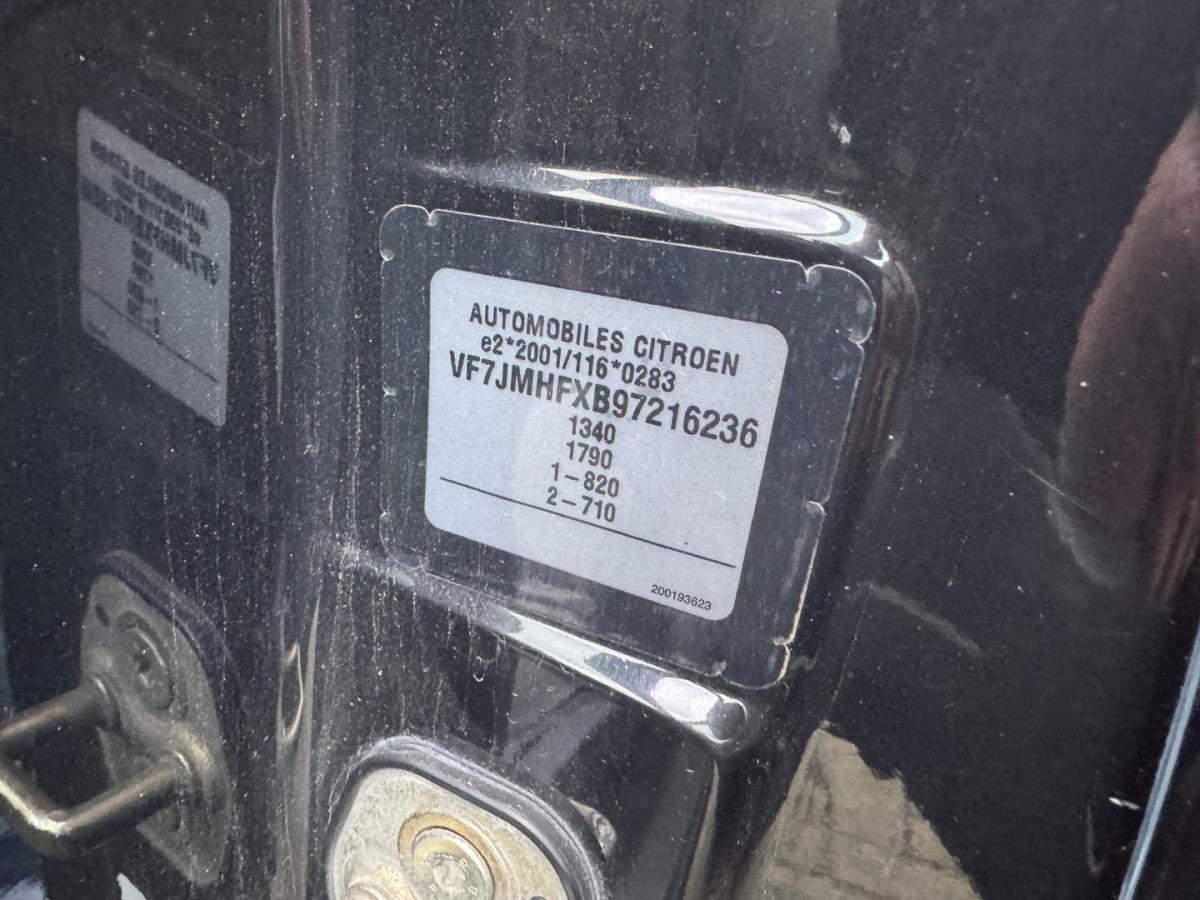 AUTOMOBILES CITROEN
e2*2001/116*0283
VF7JMHFXB97216236
1340
1790
1-820
2-710
200193623